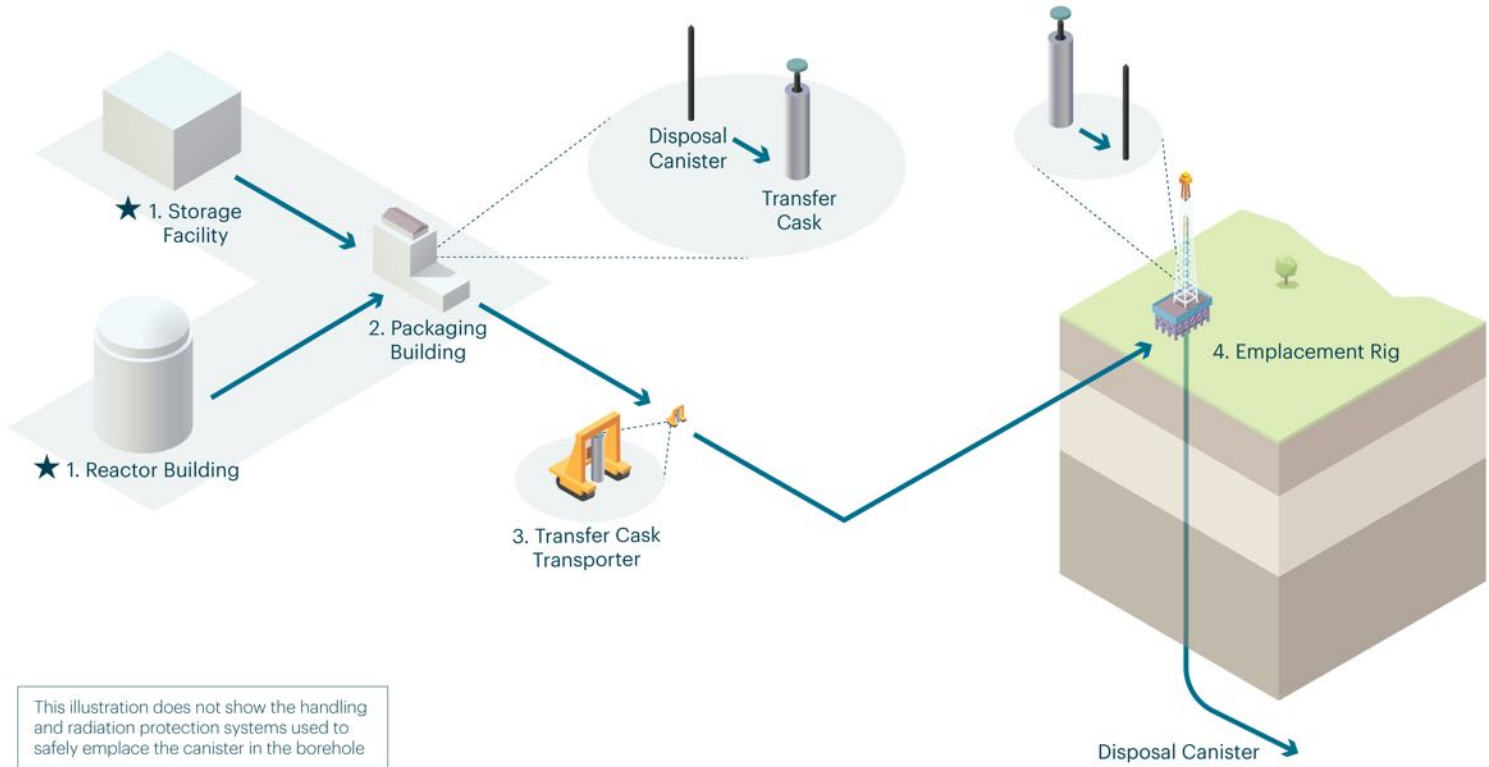 Disposal
Canister
Transfer
Cask
★ 1. Storage
Facility
2. Packaging
Building
★ 1. Reactor Building
3. Transfer Cask
Transporter
4. Emplacement Rig
Disposal Canister
This illustration does not show the handling
and radiation protection systems used to
safely emplace the canister in the borehole